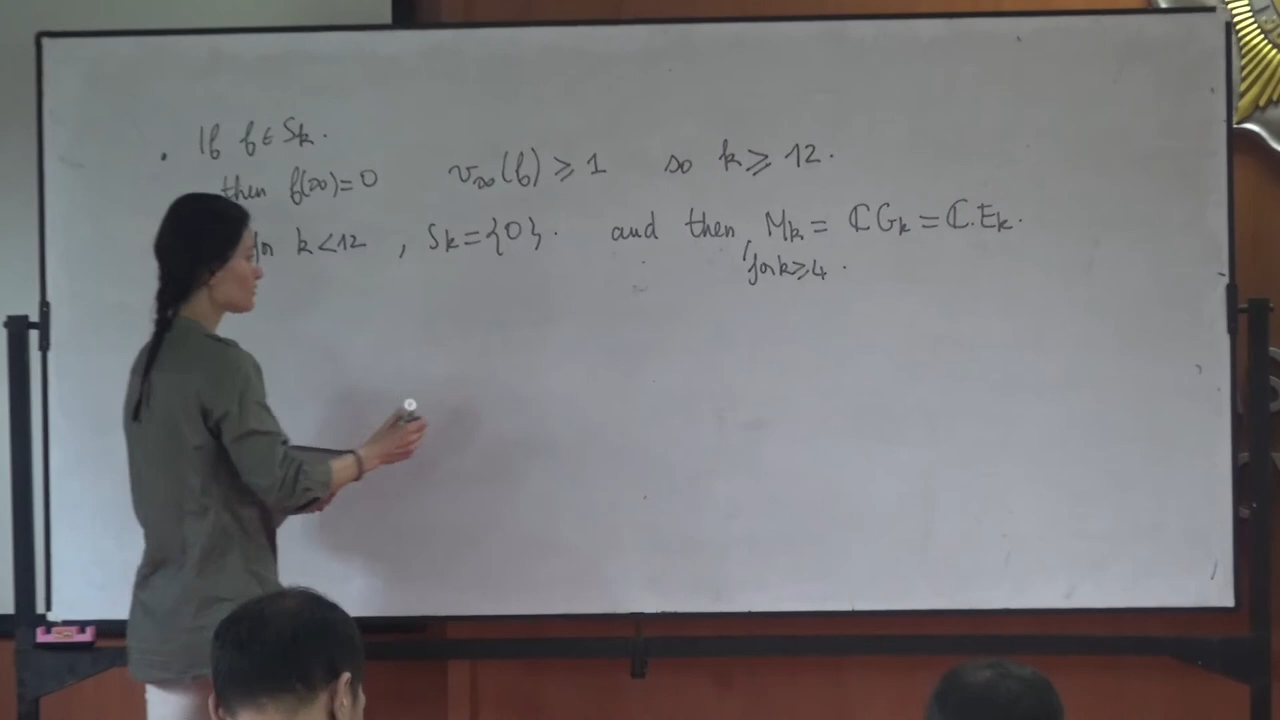 . If f ∈ Sk.
then f(∞)=0 v∞(f) ⩾ 1 so k ⩾ 12.
k<12, Sk={0}. and then, Mk = ℂGk = ℂ.Ek.
for k⩾4.